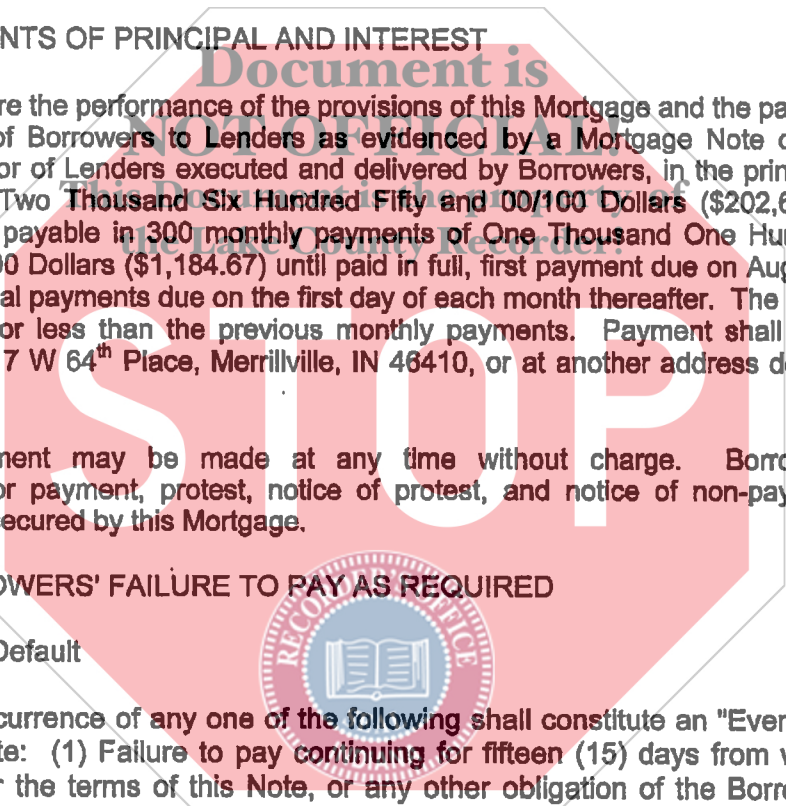 NTS OF PRINCIPAL AND INTEREST
Document is
re the performance of the provisions of this Mortgage and the pa
NOT OFFICIAL!
of Borrowers to Lenders as evidenced by a Mortgage Note
or of Lenders executed and delivered by Borrowers, in the prin
This Document is the property of
Two Thousand Six Hundred Fifty and 00/100 Dollars ($202,6
the Lake County Recorder!
payable in 300 monthly payments of One Thousand One Hu
0 Dollars ($1,184.67) until paid in full, first payment due on Aug
al payments due on the first day of each month thereafter. The
or less than the previous monthly payments. Payment shall
7 W 64th Place, Merrillville, IN 46410, or at another address d
STOP
nent may be made at any time without charge. Borro
or payment, protest, notice of protest, and notice of non-pay
secured by this Mortgage.
OWERS' FAILURE TO PAY AS REQUIRED
RECORDER'S OFFICE
Default
currence of any one of the following shall constitute an "Even
te: (1) Failure to pay continuing for fifteen (15) days from
r the terms of this Note, or any other obligation of the Borro